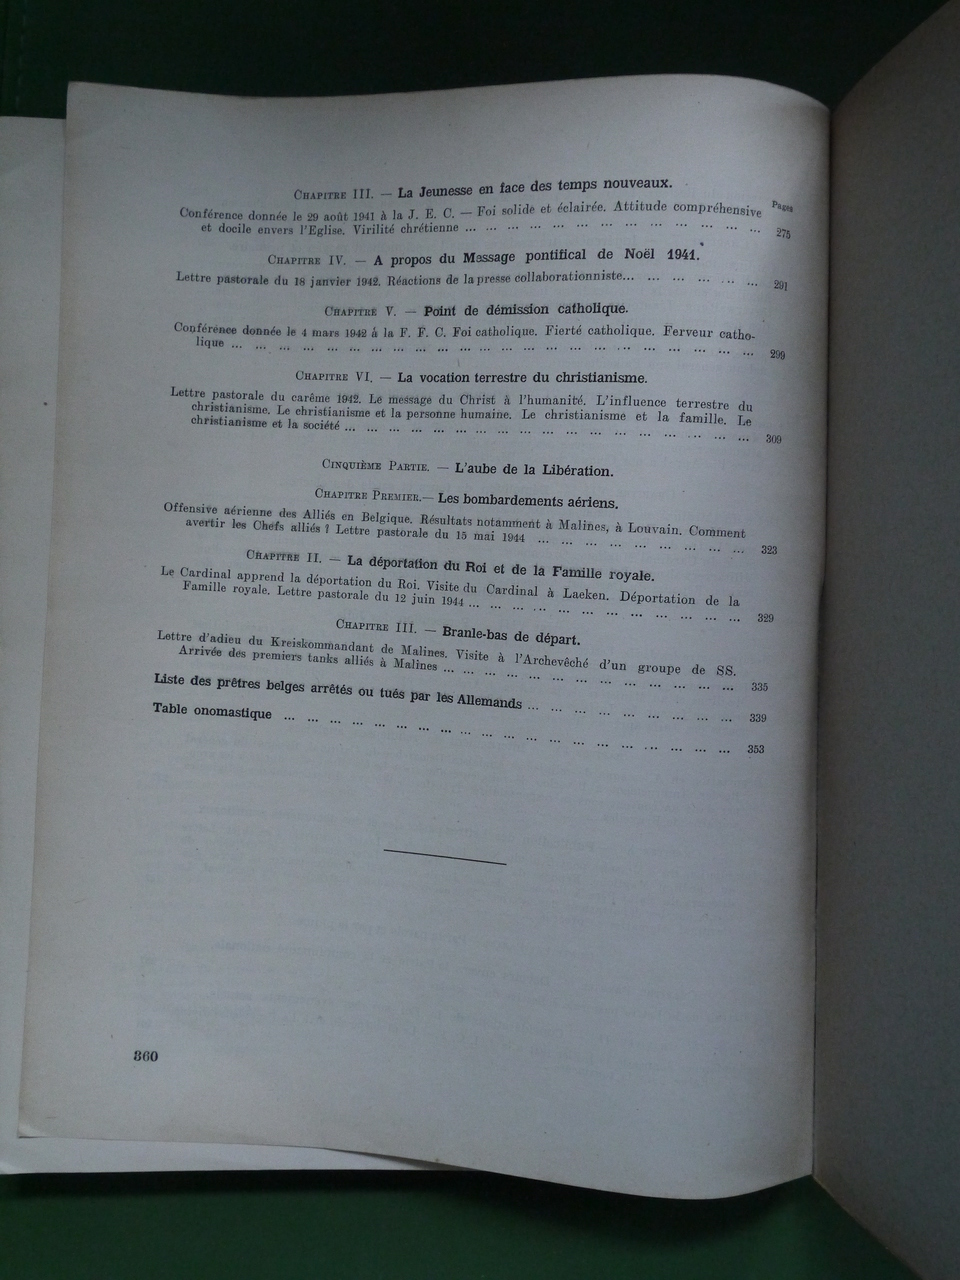 CHAPITRE III. — La Jeunesse en face des temps nouveaux.
Pages
Conférence donnée le 29 août 1941 à la J. E. C. — Foi solide et éclairée. Attitude compréhensive
et docile envers l'Eglise. Virilité chrétienne ... ... ... ... ... ... ... ... ... ... ... ... ... 275
CHAPITRE IV. — A propos du Massage pontifical de Noël 1941.
Lettre pastorale du 18 janvier 1942. Réactions de la presse collaborationniste... ... ... ... ... ... 291
CHAPITRE V. — Point de démission catholique.
Conférence donnée le 4 mars 1942 à la F. F. C. Foi catholique. Fierté catholique. Ferveur catho-
lique ... ... ... ... ... ... ... ... ... ... ... ... ... ... ... ... ... ... ... ... ... ... ... 299
CHAPITRE VI. — La vocation terrestre du christianisme.
Lettre pastorale du carême 1942. Le message du Christ à l'humanité. L'influence terrestre du
christianisme. Le christianisme et la personne humaine. Le christianisme et la famille. Le
christianisme et la société ... ... ... ... ... ... ... ... ... ... ... ... ... ... ... ... ... ... 309
CINQUIÈME PARTIE. — L'aube de la Libération.
CHAPITRE PREMIER.— Les bombardements aériens.
Offensive aérienne des Alliés en Belgique. Résultats notamment à Malines, à Louvain. Comment
avertir les Chefs alliés ? Lettre pastorale du 15 mai 1944 ... ... ... ... ... ... ... ... ... ... 323
CHAPITRE II. — La déportation du Roi et de la Famille royale.
Le Cardinal apprend la déportation du Roi. Visite du Cardinal à Laeken. Déportation de la
Famille royale. Lettre pastorale du 12 juin 1944 ... ... ... ... ... ... ... ... ... ... ... ... ... 329
CHAPITRE III. — Branle-bas de départ.
Lettre d'adieu du Kreiskommandant de Malines. Visite à l'Archevêché d'un groupe de SS.
Arrivée des premiers tanks alliés à Malines ... ... ... ... ... ... ... ... ... ... ... ... ... 335
Liste des prêtres belges arrêtés ou tués par les Allemands ... ... ... ... ... ... ... ... ... 339
Table onomastique ... ... ... ... ... ... ... ... ... ... ... ... ... ... ... ... ... ... ... ... 353
360